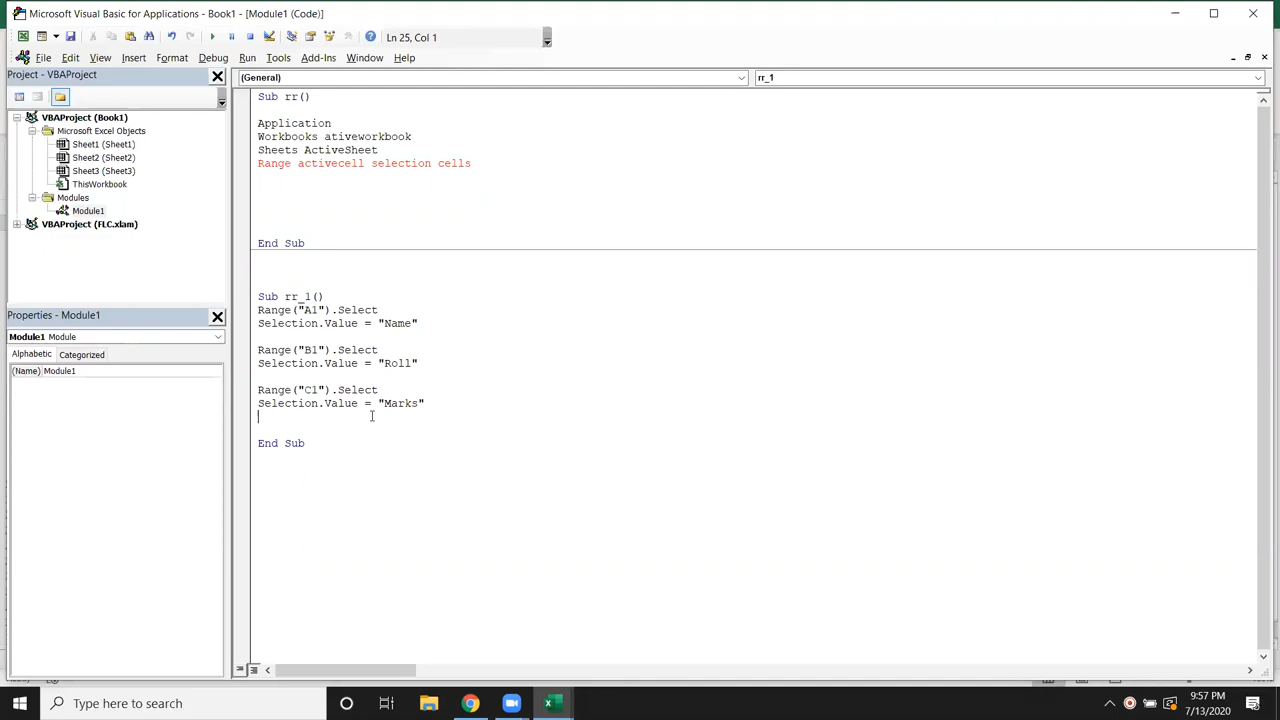 Microsoft Visual Basic for Applications - Book1 - [Module1 (Code)]
Ln 25, Col 1
File Edit View Insert Format Debug Run Tools Add-Ins Window Help
Project - VBAProject
(General)
rr_1
VBAProject (Book1)
Microsoft Excel Objects
Sheet1 (Sheet1)
Sheet2 (Sheet2)
Sheet3 (Sheet3)
ThisWorkbook
Modules
Module1
VBAProject (FLC.xlam)
Properties - Module1
Module1 Module
Alphabetic Categorized
(Name) Module1
Sub rr()
Application
Workbooks ativeworkbook
Sheets ActiveSheet
Range activecell selection cells
End Sub
Sub rr_1()
Range("A1").Select
Selection.Value = "Name"
Range("B1").Select
Selection.Value = "Roll"
Range("C1").Select
Selection.Value = "Marks"
End Sub
Type here to search
9:57 PM
7/13/2020